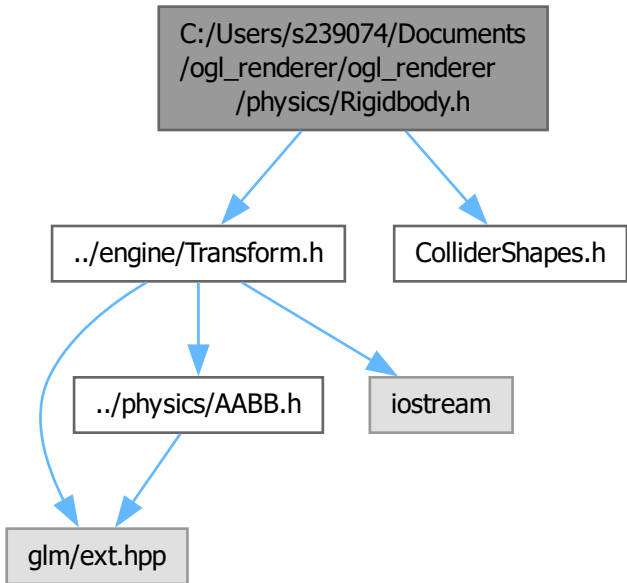 C:/Users/s239074/Documents
/ogl_renderer/ogl_renderer
/physics/Rigidbody.h
../engine/Transform.h
ColliderShapes.h
../physics/AABB.h
iostream
glm/ext.hpp